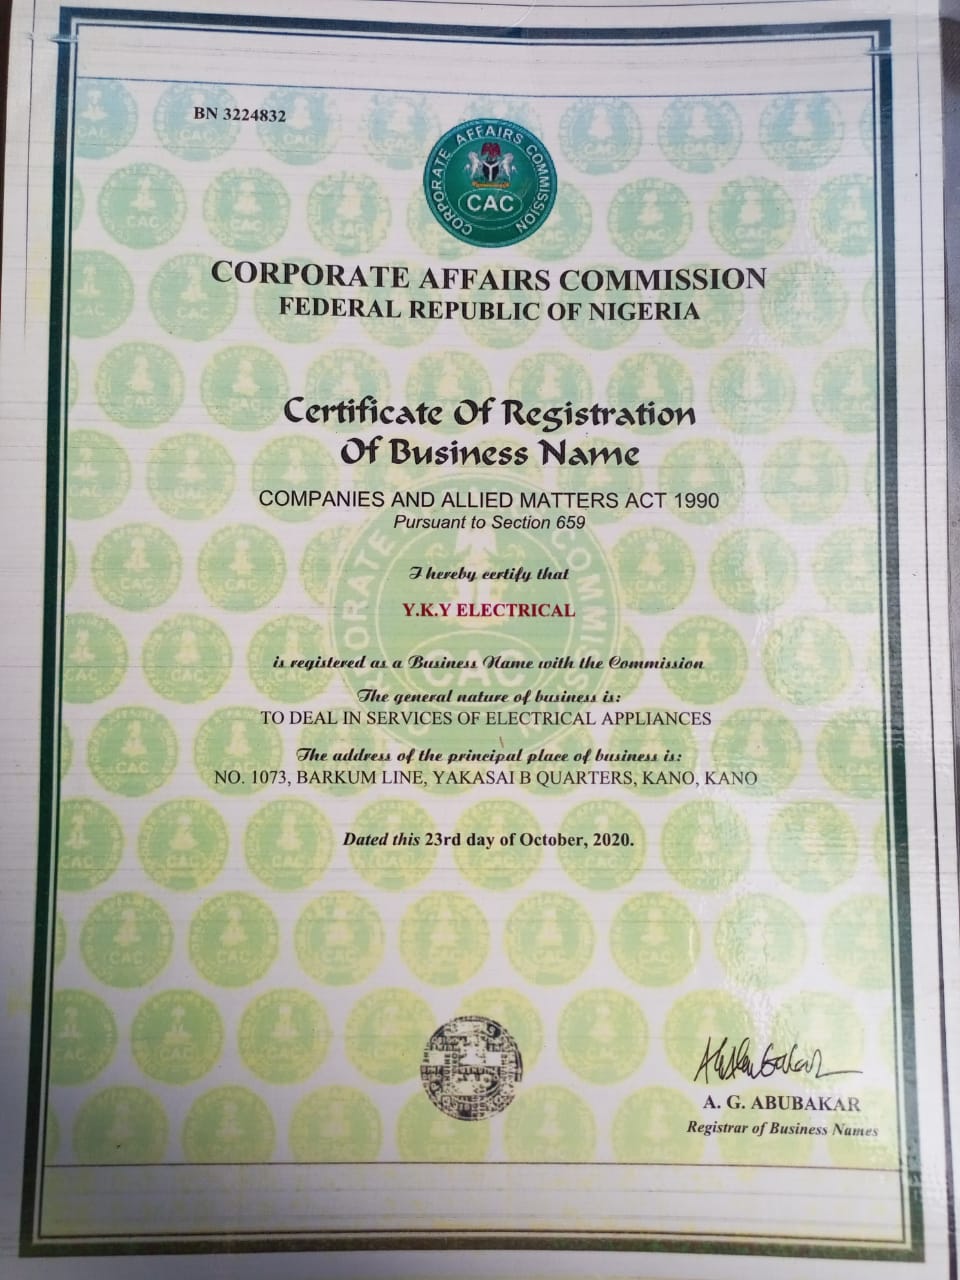 BN 3224832
CORPORATE AFFAIRS COMMISSION
CAC
CORPORATE AFFAIRS COMMISSION
FEDERAL REPUBLIC OF NIGERIA
Certificate Of Registration
Of Business Name
COMPANIES AND ALLIED MATTERS ACT 1990
Pursuant to Section 659
I hereby certify that
Y.K.Y ELECTRICAL
is registered as a Business Name with the Commission
The general nature of business is:
TO DEAL IN SERVICES OF ELECTRICAL APPLIANCES
The address of the principal place of business is:
NO. 1073, BARKUM LINE, YAKASAI B QUARTERS, KANO, KANO
Dated this 23rd day of October, 2020.
A. G. ABUBAKAR
Registrar of Business Names